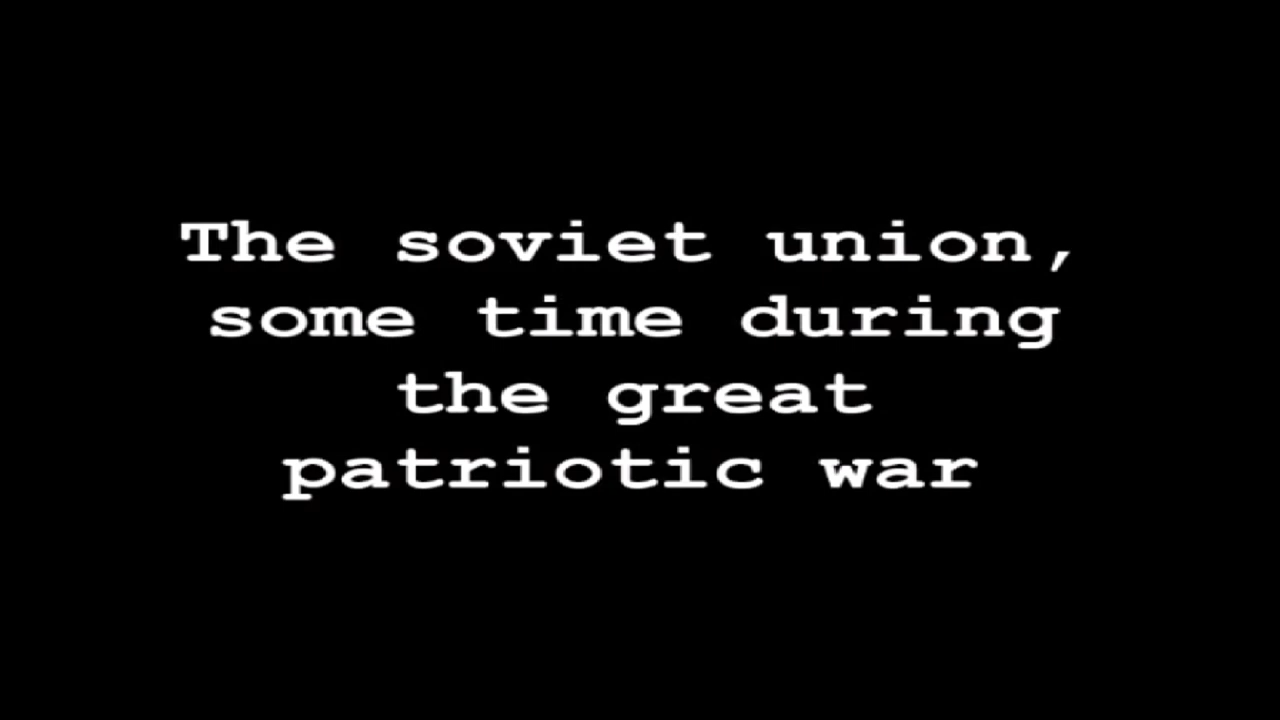 The soviet union,
some time during
the great
patriotic war